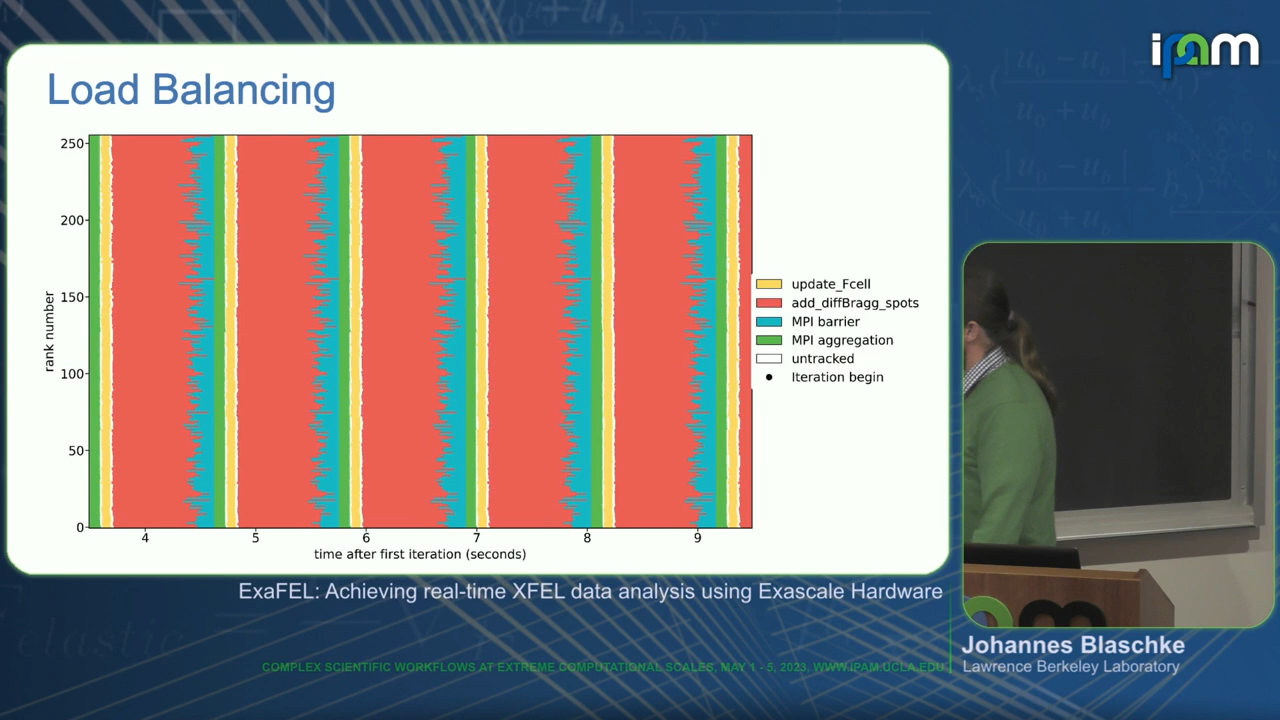 ipam
Load Balancing
250
200
150
100
50
0
rank number
4 5 6 7 8 9
time after first iteration (seconds)
update_Fcell
add_diffBragg_spots
MPI barrier
MPI aggregation
untracked
Iteration begin
ExaFEL: Achieving real-time XFEL data analysis using Exascale Hardware
Johannes Blaschke
Lawrence Berkeley Laboratory
COMPLEX SCIENTIFIC WORKFLOWS AT EXTREME COMPUTATIONAL SCALES, MAY 1 - 5, 2023, WWW.IPAM.UCLA.EDU
elastic